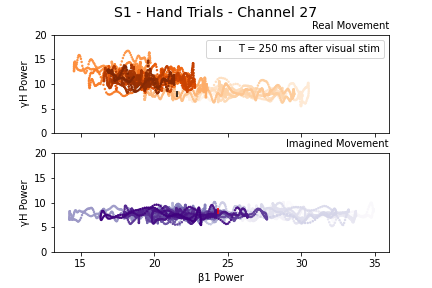 S1 - Hand Trials - Channel 27
Real Movement
T = 250 ms after visual stim
20
15
10
5
0
γH Power
Imagined Movement
20
15
10
5
0
γH Power
15 20 25 30 35
β1 Power